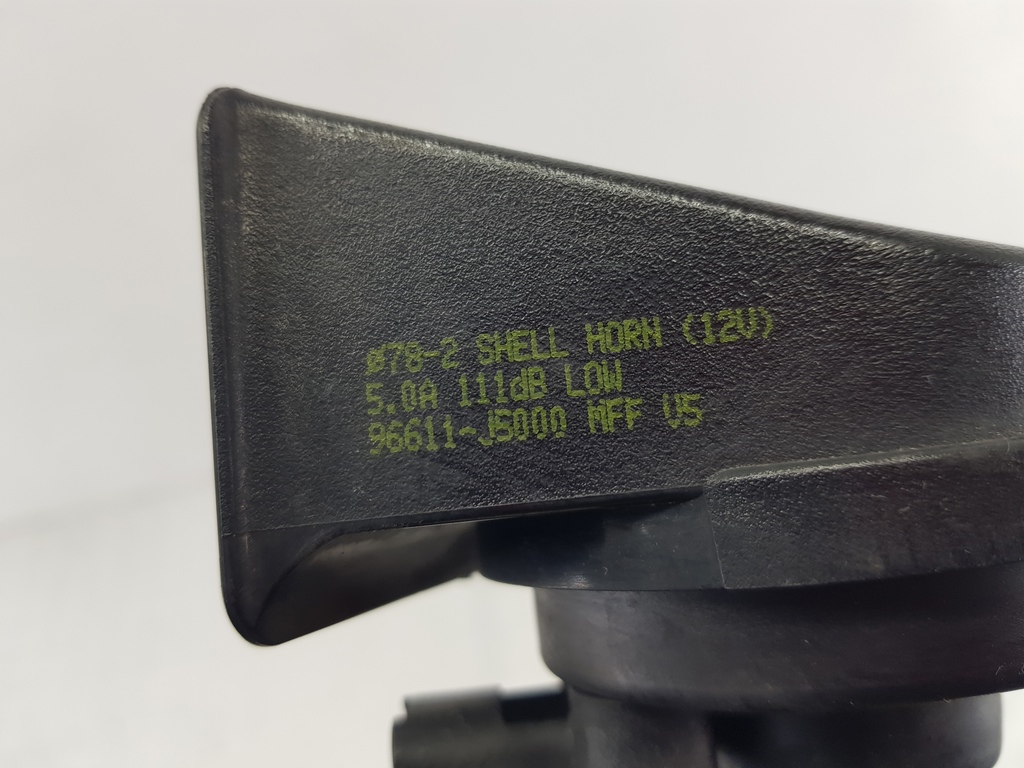 Ø78-2 SHELL HORN (12V)
5.0A 111dB LOW
96611-J5000 MFF V5